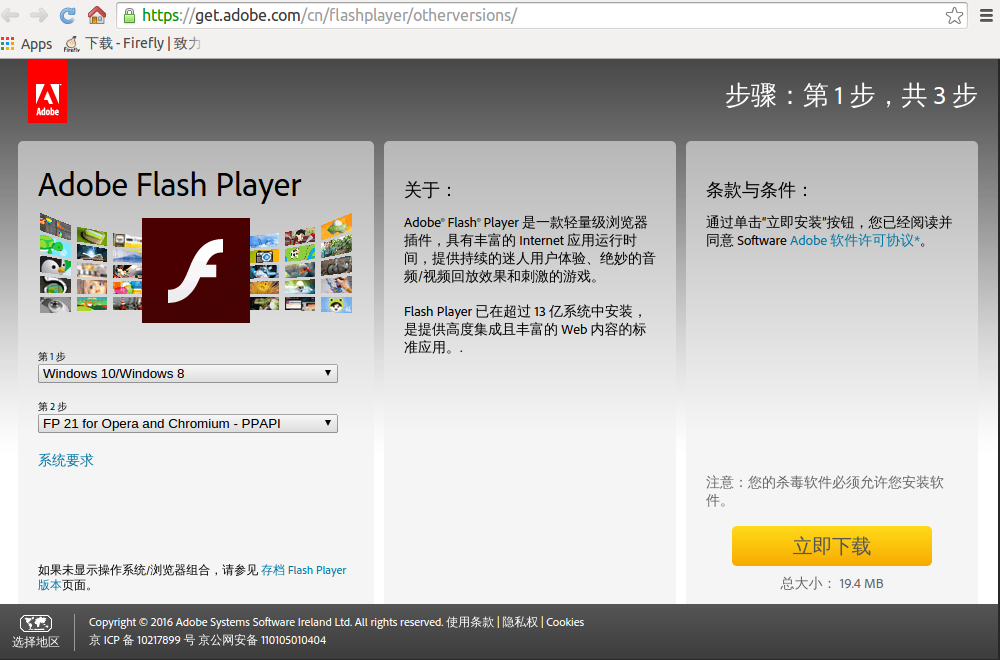 https://get.adobe.com/cn/flashplayer/otherversions/
Apps 下载 - Firefly | 致力
Adobe
步骤：第 1 步，共 3 步
Adobe Flash Player
第 1 步
Windows 10/Windows 8
第 2 步
FP 21 for Opera and Chromium - PPAPI
系统要求
如果未显示操作系统/浏览器组合，请参见 存档 Flash Player
版本页面。
关于：
Adobe® Flash® Player 是一款轻量级浏览器
插件，具有丰富的 Internet 应用运行时
间，提供持续的迷人用户体验、绝妙的音
频/视频回放效果和刺激的游戏。
Flash Player 已在超过 13 亿系统中安装，
是提供高度集成且丰富的 Web 内容的标
准应用。.
条款与条件：
通过单击“立即安装”按钮，您已经阅读并
同意 Software Adobe 软件许可协议*。
注意：您的杀毒软件必须允许您安装软
件。
立即下载
总大小： 19.4 MB
选择地区
Copyright © 2016 Adobe Systems Software Ireland Ltd. All rights reserved. 使用条款 | 隐私权 | Cookies
京 ICP 备 10217899 号 京公网安备 110105010404